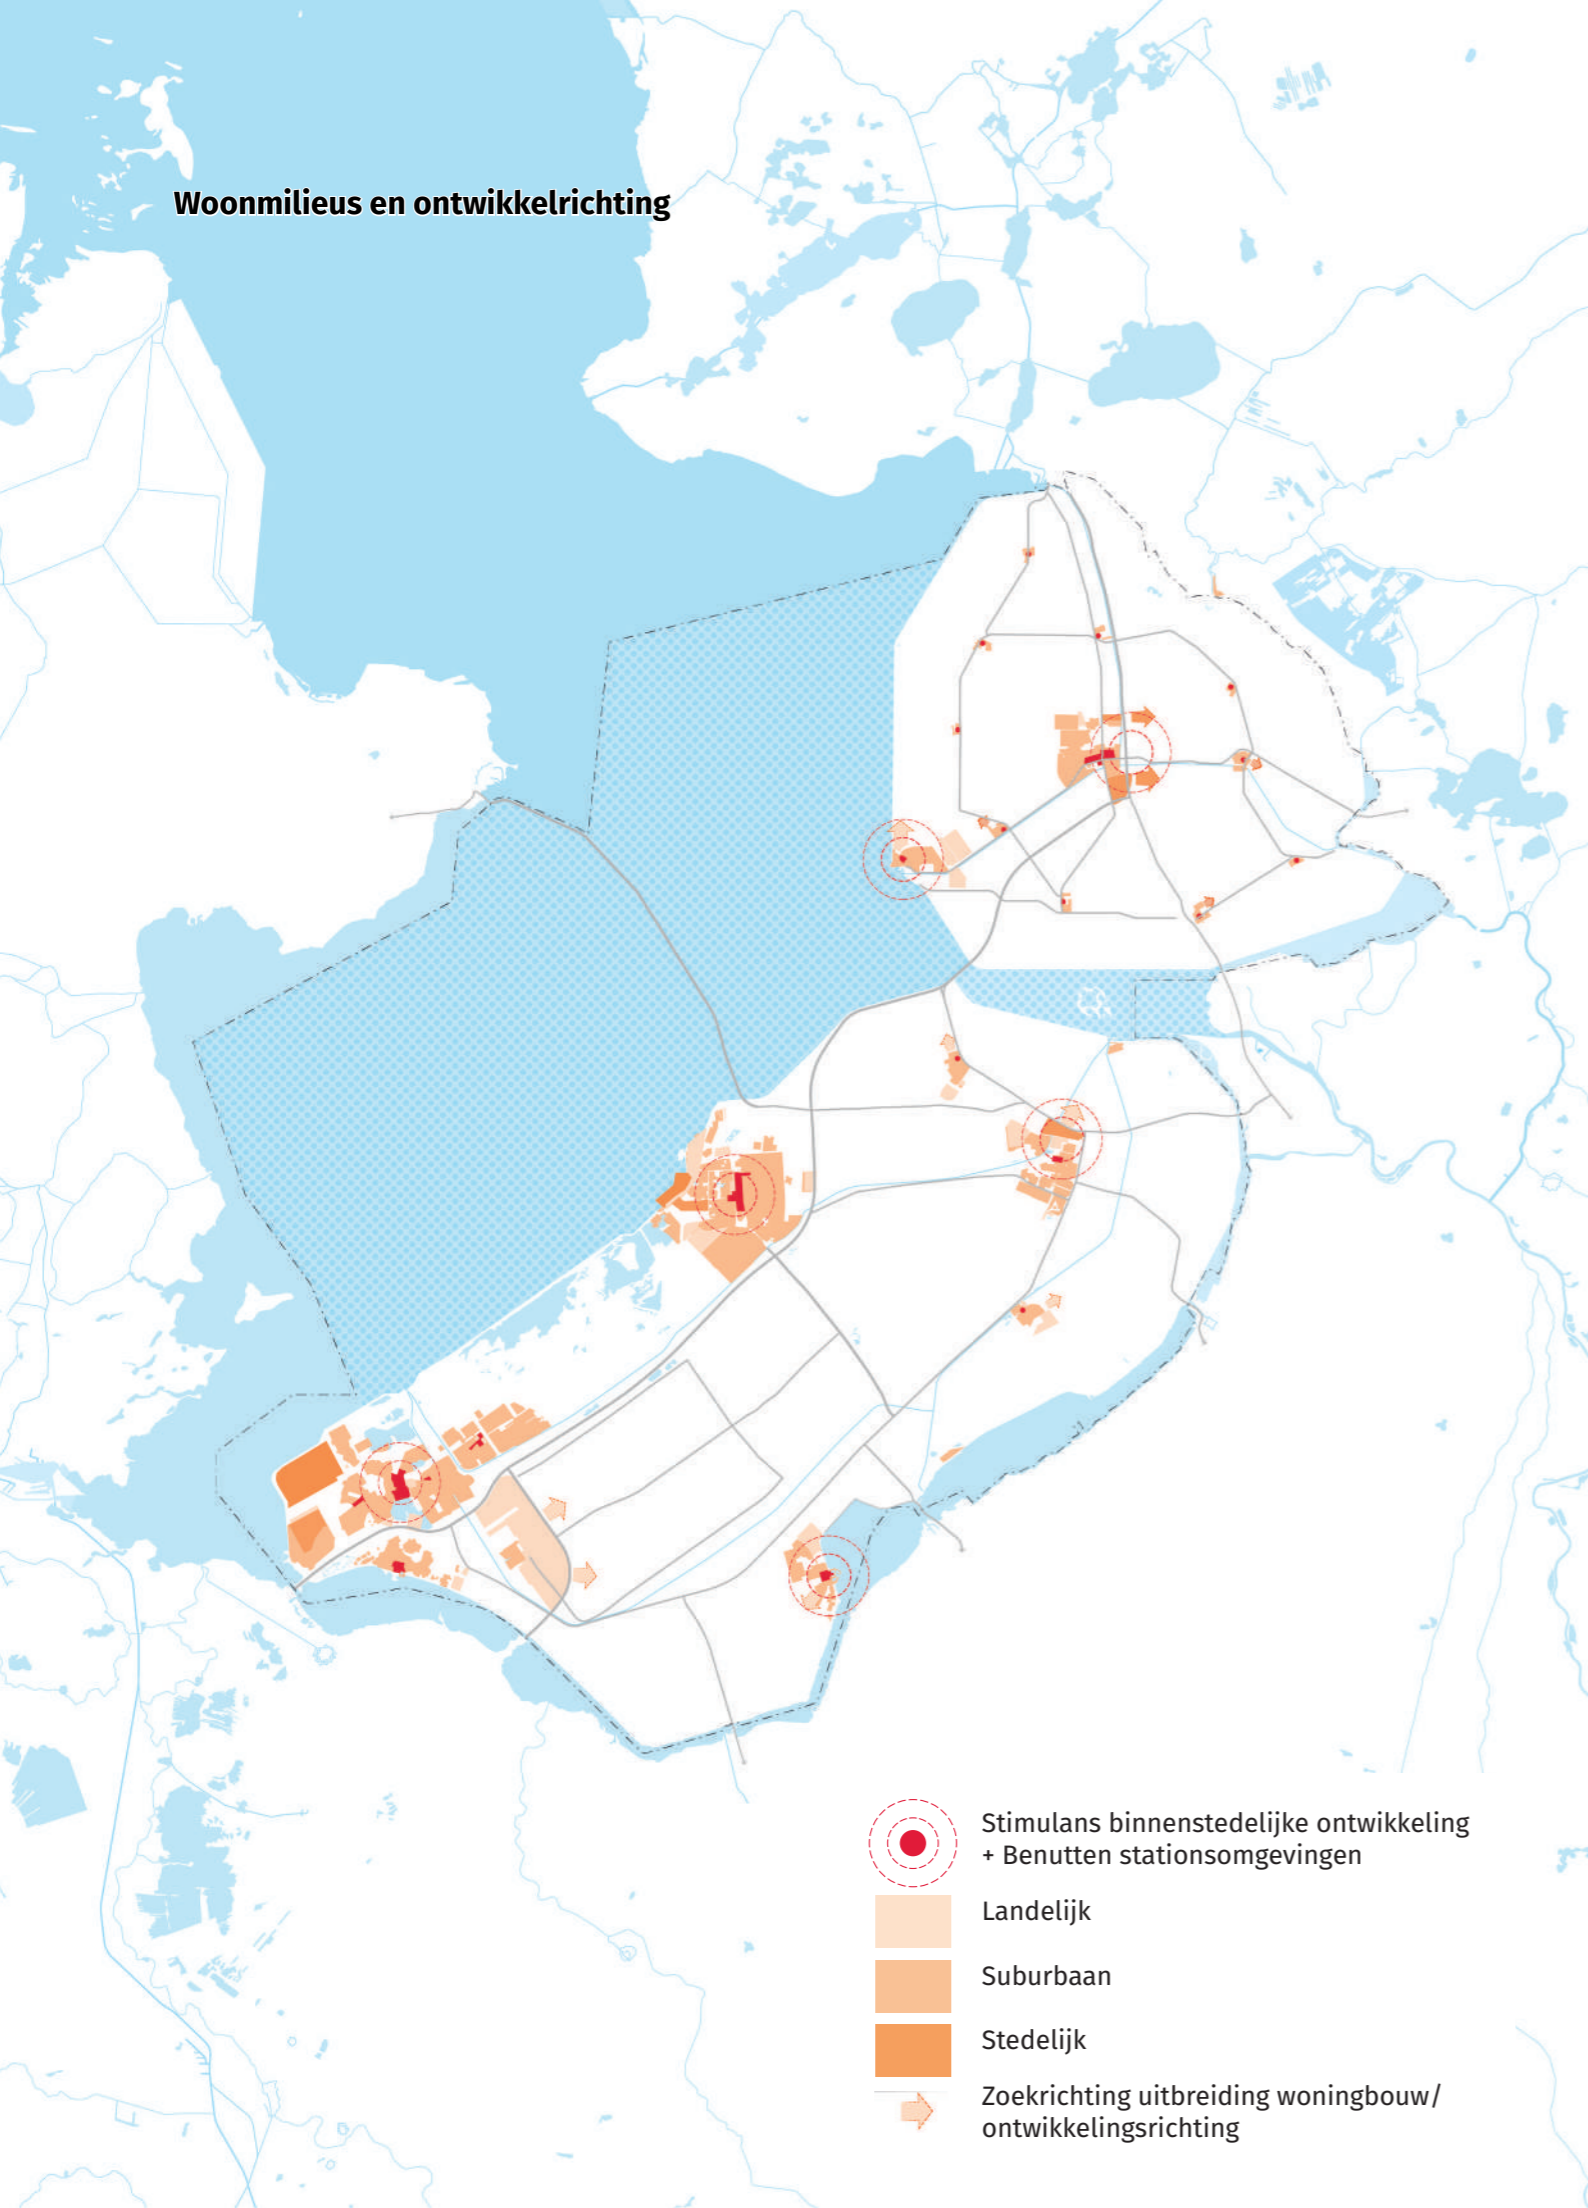 Woonmilieus en ontwikkelrichting
Stimulans binnenstedelijke ontwikkeling
+ Benutten stationsomgevingen
Landelijk
Suburbaan
Stedelijk
Zoekrichting uitbreiding woningbouw/
ontwikkelingsrichting